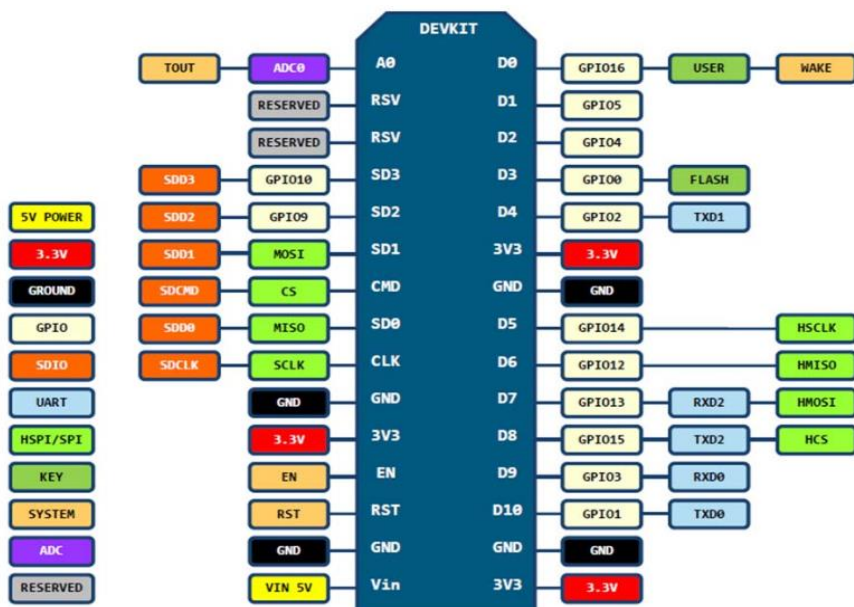 DEVKIT
TOUT ADC0 A0 D0 GPIO16 USER WAKE
RESERVED RSV D1 GPIO5
RESERVED RSV D2 GPIO4
SDD3 GPIO10 SD3 D3 GPIO0 FLASH
5V POWER SDD2 GPIO9 SD2 D4 GPIO2 TXD1
3.3V SDD1 MOSI SD1 3V3 3.3V
GROUND SDCMD CS CMD GND GND
GPIO SDD0 MISO SD0 D5 GPIO14 HSCLK
SDIO SDCLK SCLK CLK D6 GPIO12 HMISO
UART GND GND D7 GPIO13 RXD2 HMOSI
HSPI/SPI 3.3V 3V3 D8 GPIO15 TXD2 HCS
KEY EN EN D9 GPIO3 RXD0
SYSTEM RST RST D10 GPIO1 TXD0
ADC GND GND GND GND
RESERVED VIN 5V Vin 3V3 3.3V